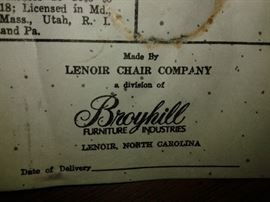 18; Licensed in Md.,
Mass., Utah, R. I.
and Pa.
Made By
LENOIR CHAIR COMPANY
a division of
Broyhill
FURNITURE INDUSTRIES
LENOIR, NORTH CAROLINA
Date of Delivery